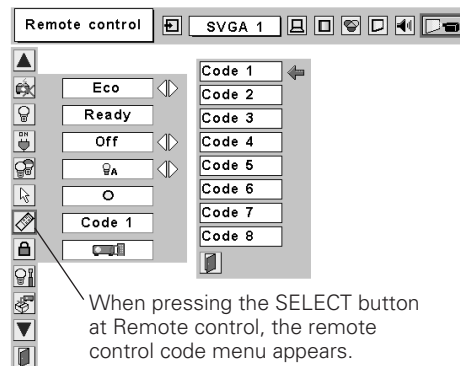 Remote control
SVGA 1
Eco
Ready
ON
Off
A
Code 1
Code 1
Code 2
Code 3
Code 4
Code 5
Code 6
Code 7
Code 8
When pressing the SELECT button
at Remote control, the remote
control code menu appears.